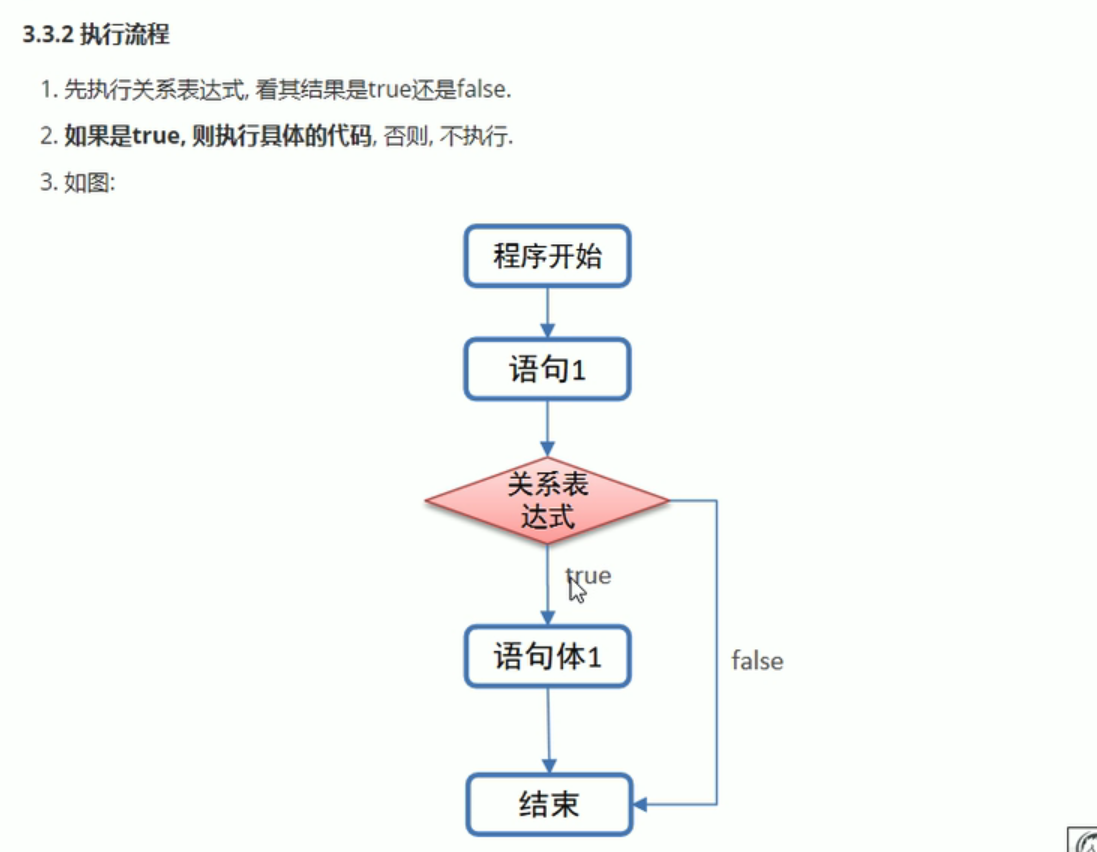 3.3.2 执行流程
1. 先执行关系表达式, 看其结果是true还是false.
2. 如果是true, 则执行具体的代码, 否则, 不执行.
3. 如图:
程序开始
语句1
关系表
达式
true
语句体1
false
结束